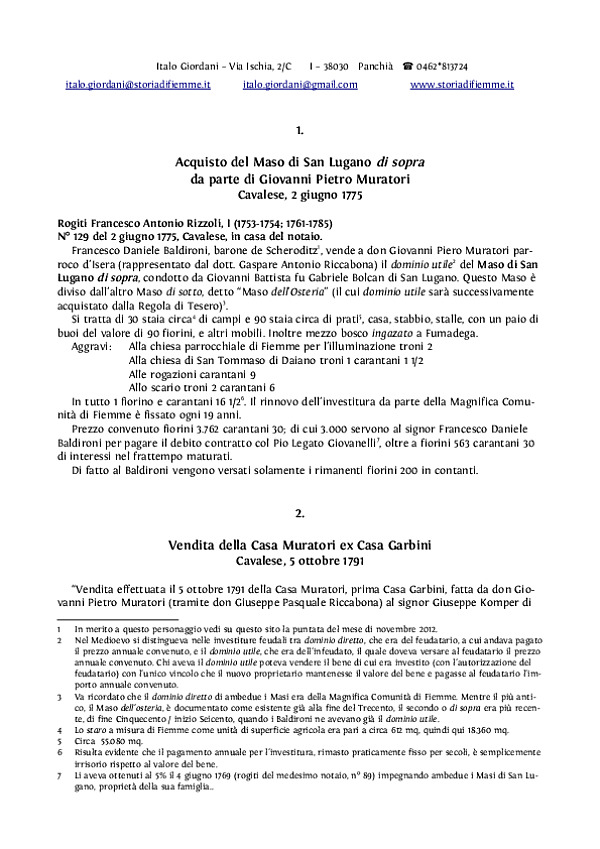 Italo Giordani – Via Ischia, 2/C I – 38030 Panchià ☎ 0462*813724
italo.giordani@storiadifiemme.it italo.giordani@gmail.com www.storiadifiemme.it
1.
Acquisto del Maso di San Lugano di sopra
da parte di Giovanni Pietro Muratori
Cavalese, 2 giugno 1775
Rogiti Francesco Antonio Rizzoli, I (1753-1754; 1761-1785)
N° 129 del 2 giugno 1775, Cavalese, in casa del notaio.
Francesco Daniele Baldironi, barone de Scheroditz1, vende a don Giovanni Piero Muratori par-
roco d’Isera (rappresentato dal dott. Gaspare Antonio Riccabona) il dominio utile2 del Maso di San
Lugano di sopra, condotto da Giovanni Battista fu Gabriele Bolcan di San Lugano. Questo Maso è
diviso dall’altro Maso di sotto, detto “Maso dell’Osteria” (il cui dominio utile sarà successivamente
acquistato dalla Regola di Tesero)3.
Si tratta di 30 staia circa4 di campi e 90 staia circa di prati5, casa, stabbio, stalle, con un paio di
buoi del valore di 90 fiorini, e altri mobili. Inoltre mezzo bosco ingazato a Fumadega.
Aggravi: Alla chiesa parrocchiale di Fiemme per l’illuminazione troni 2
Alla chiesa di San Tommaso di Daiano troni 1 carantani 1 1/2
Alle rogazioni carantani 9
Allo scario troni 2 carantani 6
In tutto 1 fiorino e carantani 16 1/26. Il rinnovo dell’investitura da parte della Magnifica Comu-
nità di Fiemme è fissato ogni 19 anni.
Prezzo convenuto fiorini 3.762 carantani 30; di cui 3.000 servono al signor Francesco Daniele
Baldironi per pagare il debito contratto col Pio Legato Giovanelli7, oltre a fiorini 563 carantani 30
di interessi nel frattempo maturati.
Di fatto al Baldironi vengono versati solamente i rimanenti fiorini 200 in contanti.
2.
Vendita della Casa Muratori ex Casa Garbini
Cavalese, 5 ottobre 1791
“Vendita effettuata il 5 ottobre 1791 della Casa Muratori, prima Casa Garbini, fatta da don Gio-
vanni Pietro Muratori (tramite don Giuseppe Pasquale Riccabona) al signor Giuseppe Komper di
1 In merito a questo personaggio vedi su questo sito la puntata del mese di novembre 2012.
2 Nel Medioevo si distingueva nelle investiture feudali tra dominio diretto, che era del feudatario, a cui andava pagato
il prezzo annuale convenuto, e il dominio utile, che era dell’infeudato, il quale doveva versare al feudatario il prezzo
annuale convenuto. Chi aveva il dominio utile poteva vendere il bene di cui era investito (con l’autorizzazione del
feudatario) con l’unico vincolo che il nuovo proprietario mantenesse il valore del bene e pagasse al feudatario l’im-
porto annuale convenuto.
3 Va ricordato che il dominio diretto di ambedue i Masi era della Magnifica Comunità di Fiemme. Mentre il più anti-
co, il Maso dell’osteria, è documentato come esistente già alla fine del Trecento, il secondo o di sopra era più recen-
te, di fine Cinquecento / inizio Seicento, quando i Baldironi ne avevano già il dominio utile.
4 Lo staro a misura di Fiemme come unità di superficie agricola era pari a circa 612 mq, quindi qui 18.360 mq.
5 Circa 55.080 mq.
6 Risulta evidente che il pagamento annuale per l’investitura, rimasto praticamente fisso per secoli, è semplicemente
irrisorio rispetto al valore del bene.
7 Li aveva ottenuti al 5% il 4 giugno 1769 (rogiti del medesimo notaio, n° 89) impegnando ambedue i Masi di San Lu-
gano, proprietà della sua famiglia..